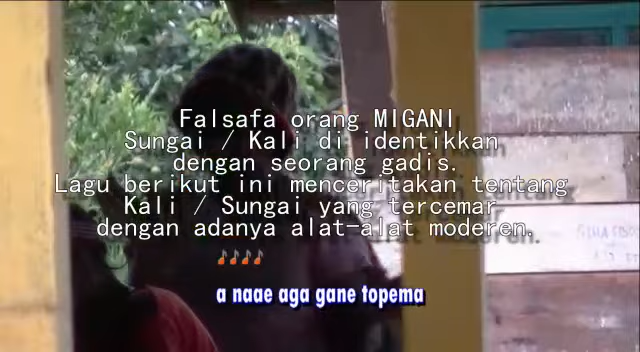 Falsafa orang MIGANI
Sungai / Kali di identikkan
dengan seorang gadis.
Lagu berikut ini menceritakan tentang
Kali / Sungai yang tercemar
dengan adanya alat-alat moderen.
a naae aga gane topema